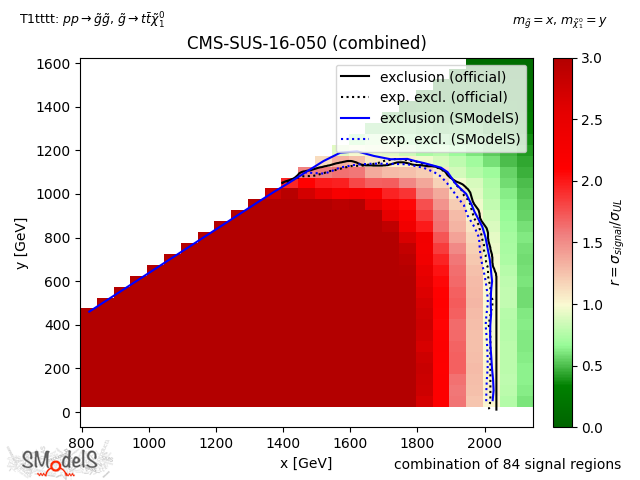 T1tttt: pp → g̃g̃, g̃ → tt̄χ̃₁⁰
m_g̃ = x, m_χ̃₁⁰ = y
CMS-SUS-16-050 (combined)
exclusion (official)
exp. excl. (official)
exclusion (SModelS)
exp. excl. (SModelS)
1600
1400
1200
1000
800
600
400
200
0
y [GeV]
800 1000 1200 1400 1600 1800 2000
x [GeV]
3.0
2.5
2.0
1.5
1.0
0.5
0.0
r = σ_signal/σ_UL
SModelS
combination of 84 signal regions